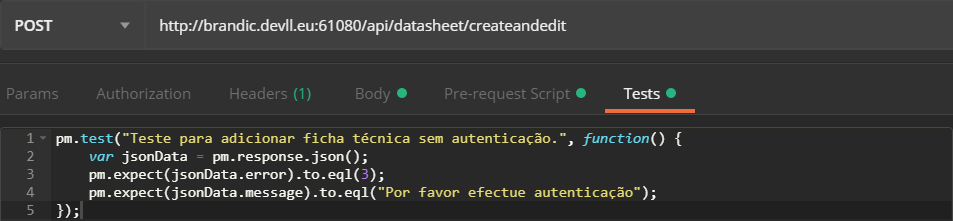 POST http://brandic.devll.eu:61080/api/datasheet/createandedit
Params Authorization Headers (1) Body Pre-request Script Tests
1 pm.test("Teste para adicionar ficha técnica sem autenticação.", function() {
2 var jsonData = pm.response.json();
3 pm.expect(jsonData.error).to.eql(3);
4 pm.expect(jsonData.message).to.eql("Por favor efectue autenticação");
5 });